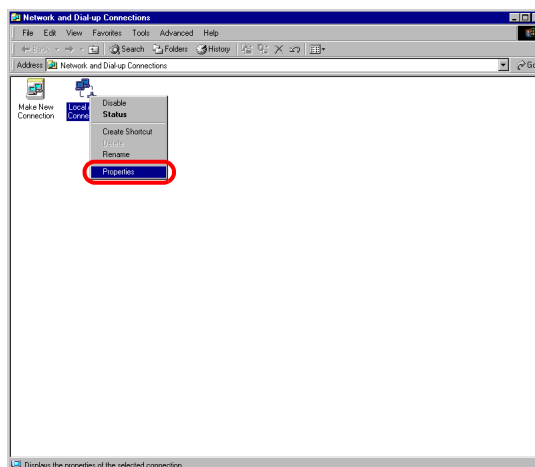 Network and Dial-up Connections
File Edit View Favorites Tools Advanced Help
Back Search Folders History
Address Network and Dial-up Connections Go
Make New Connection
Local
Disable
Status
Create Shortcut
Delete
Rename
Properties
Displays the properties of the selected connection